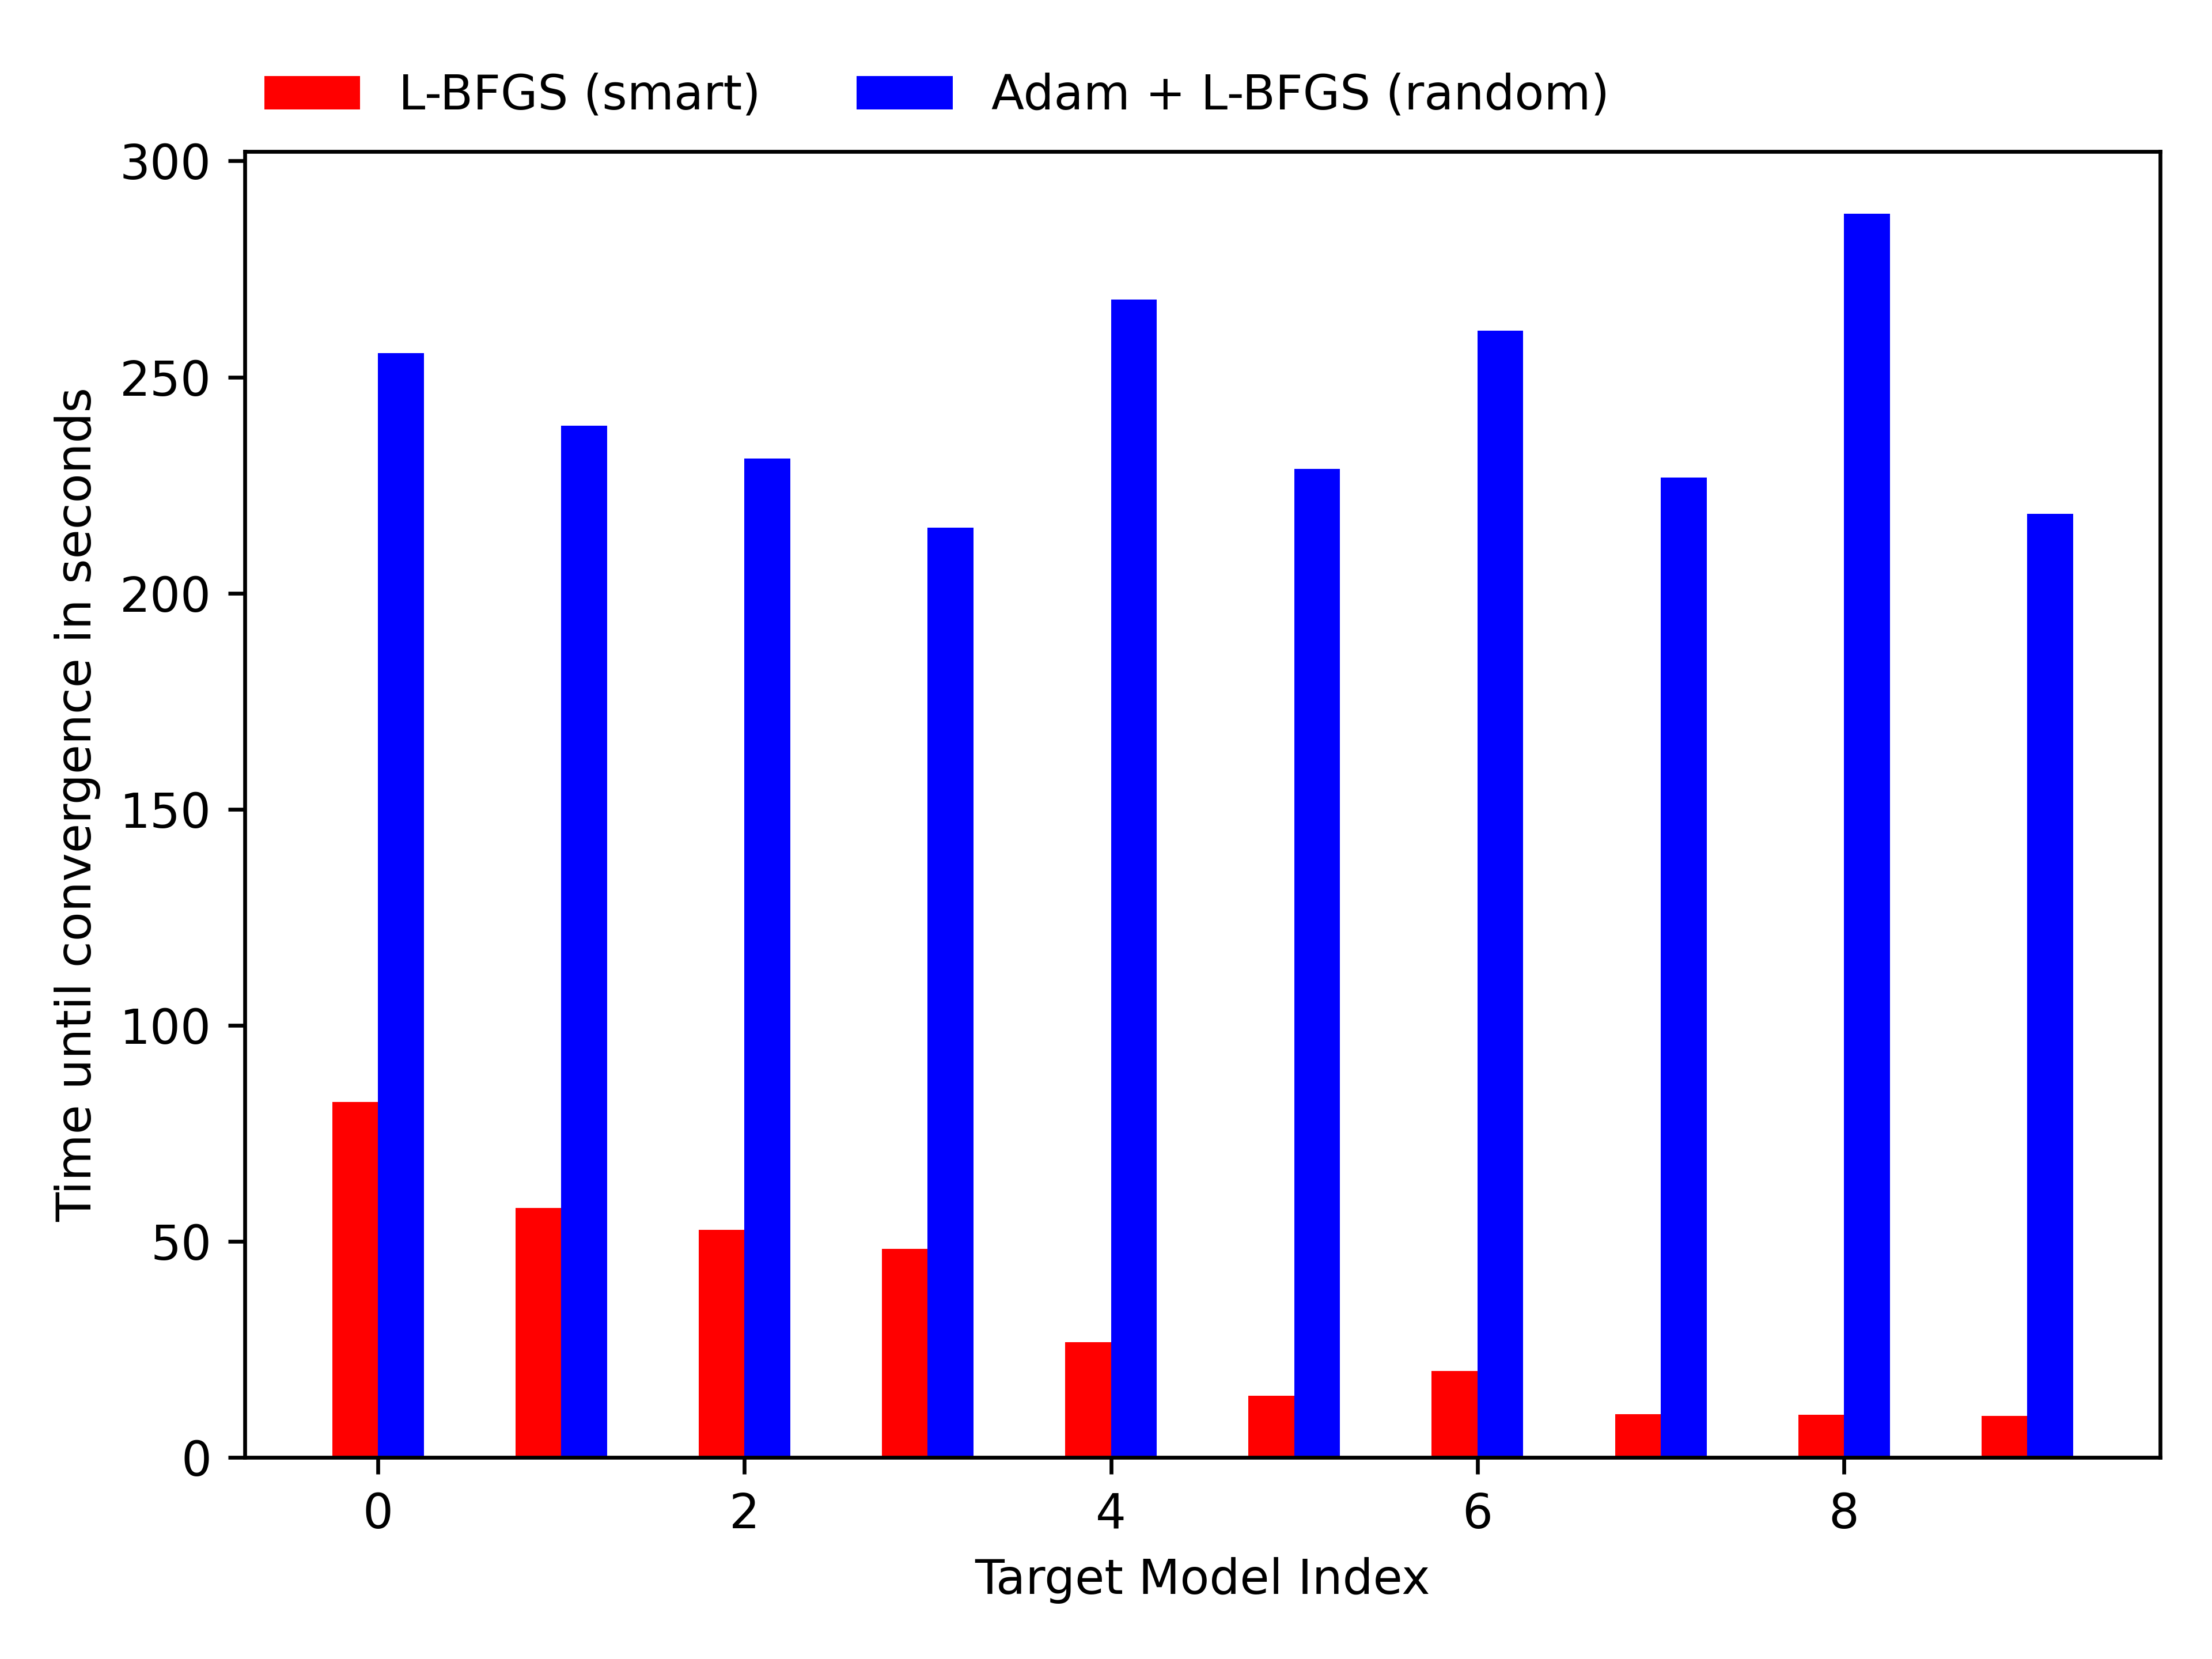 L-BFGS (smart) Adam + L-BFGS (random)
Time until convergence in seconds
300
250
200
150
100
50
0
0 2 4 6 8
Target Model Index